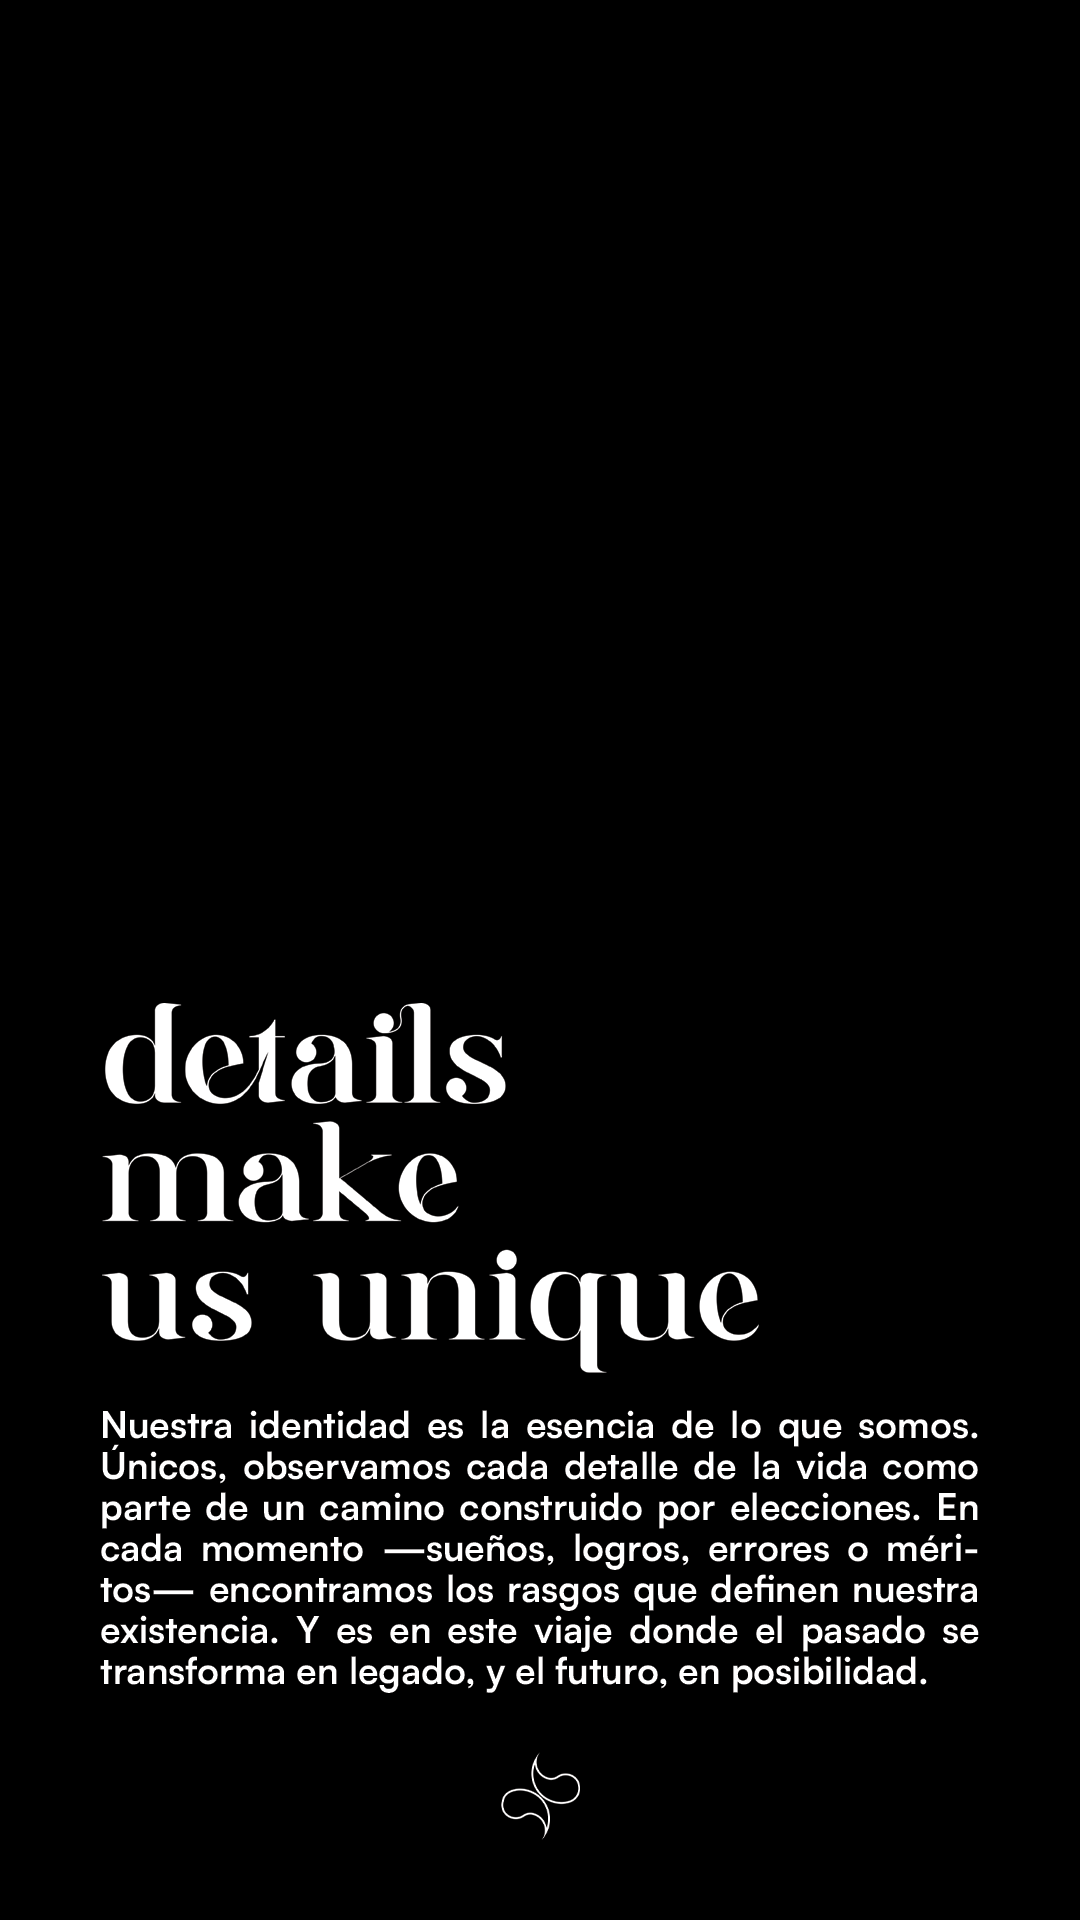 details
make
us unique
Nuestra identidad es la esencia de lo que somos.
Únicos, observamos cada detalle de la vida como
parte de un camino construido por elecciones. En
cada momento —sueños, logros, errores o méri-
tos— encontramos los rasgos que definen nuestra
existencia. Y es en este viaje donde el pasado se
transforma en legado, y el futuro, en posibilidad.